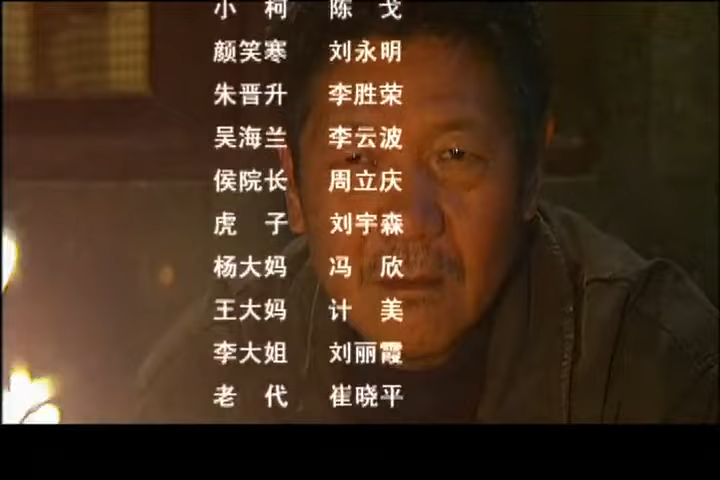 小 柯 陈 戈
颜笑寒 刘永明
朱晋升 李胜荣
吴海兰 李云波
侯院长 周立庆
虎 子 刘宇森
杨大妈 冯 欣
王大妈 计 美
李大姐 刘丽霞
老 代 崔晓平